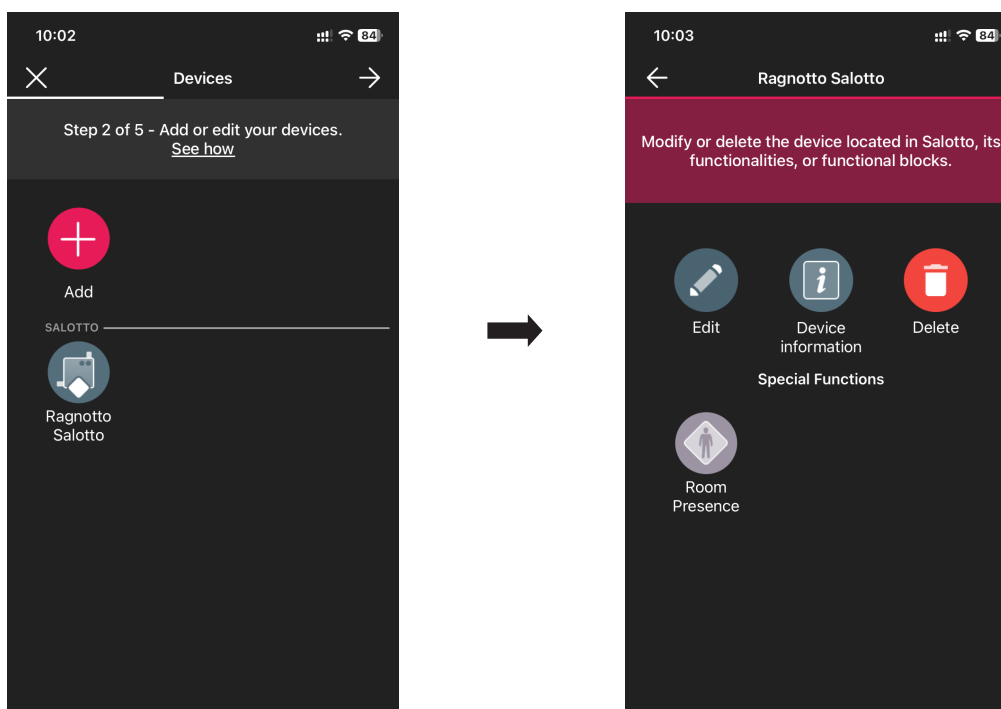 10:02
84
Devices
Step 2 of 5 - Add or edit your devices.
See how
Add
SALOTTO
Ragnotto
Salotto
10:03
84
Ragnotto Salotto
Modify or delete the device located in Salotto, its
functionalities, or functional blocks.
Edit
Device
information
Delete
Special Functions
Room
Presence